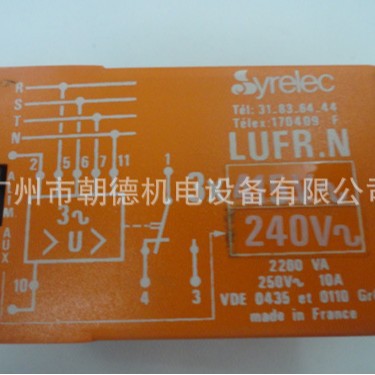 Syrelec
Tél: 31.83.64.44
Télex: 170409 F
LUFR.N
R
S
T
N
2 5 6 7 11
1
3~
>U>
广州市朝德机电设备有限公司
240V~
AUX
10
4 3
2200 VA
250V~ 10A
VDE 0435 et 0110
made in France